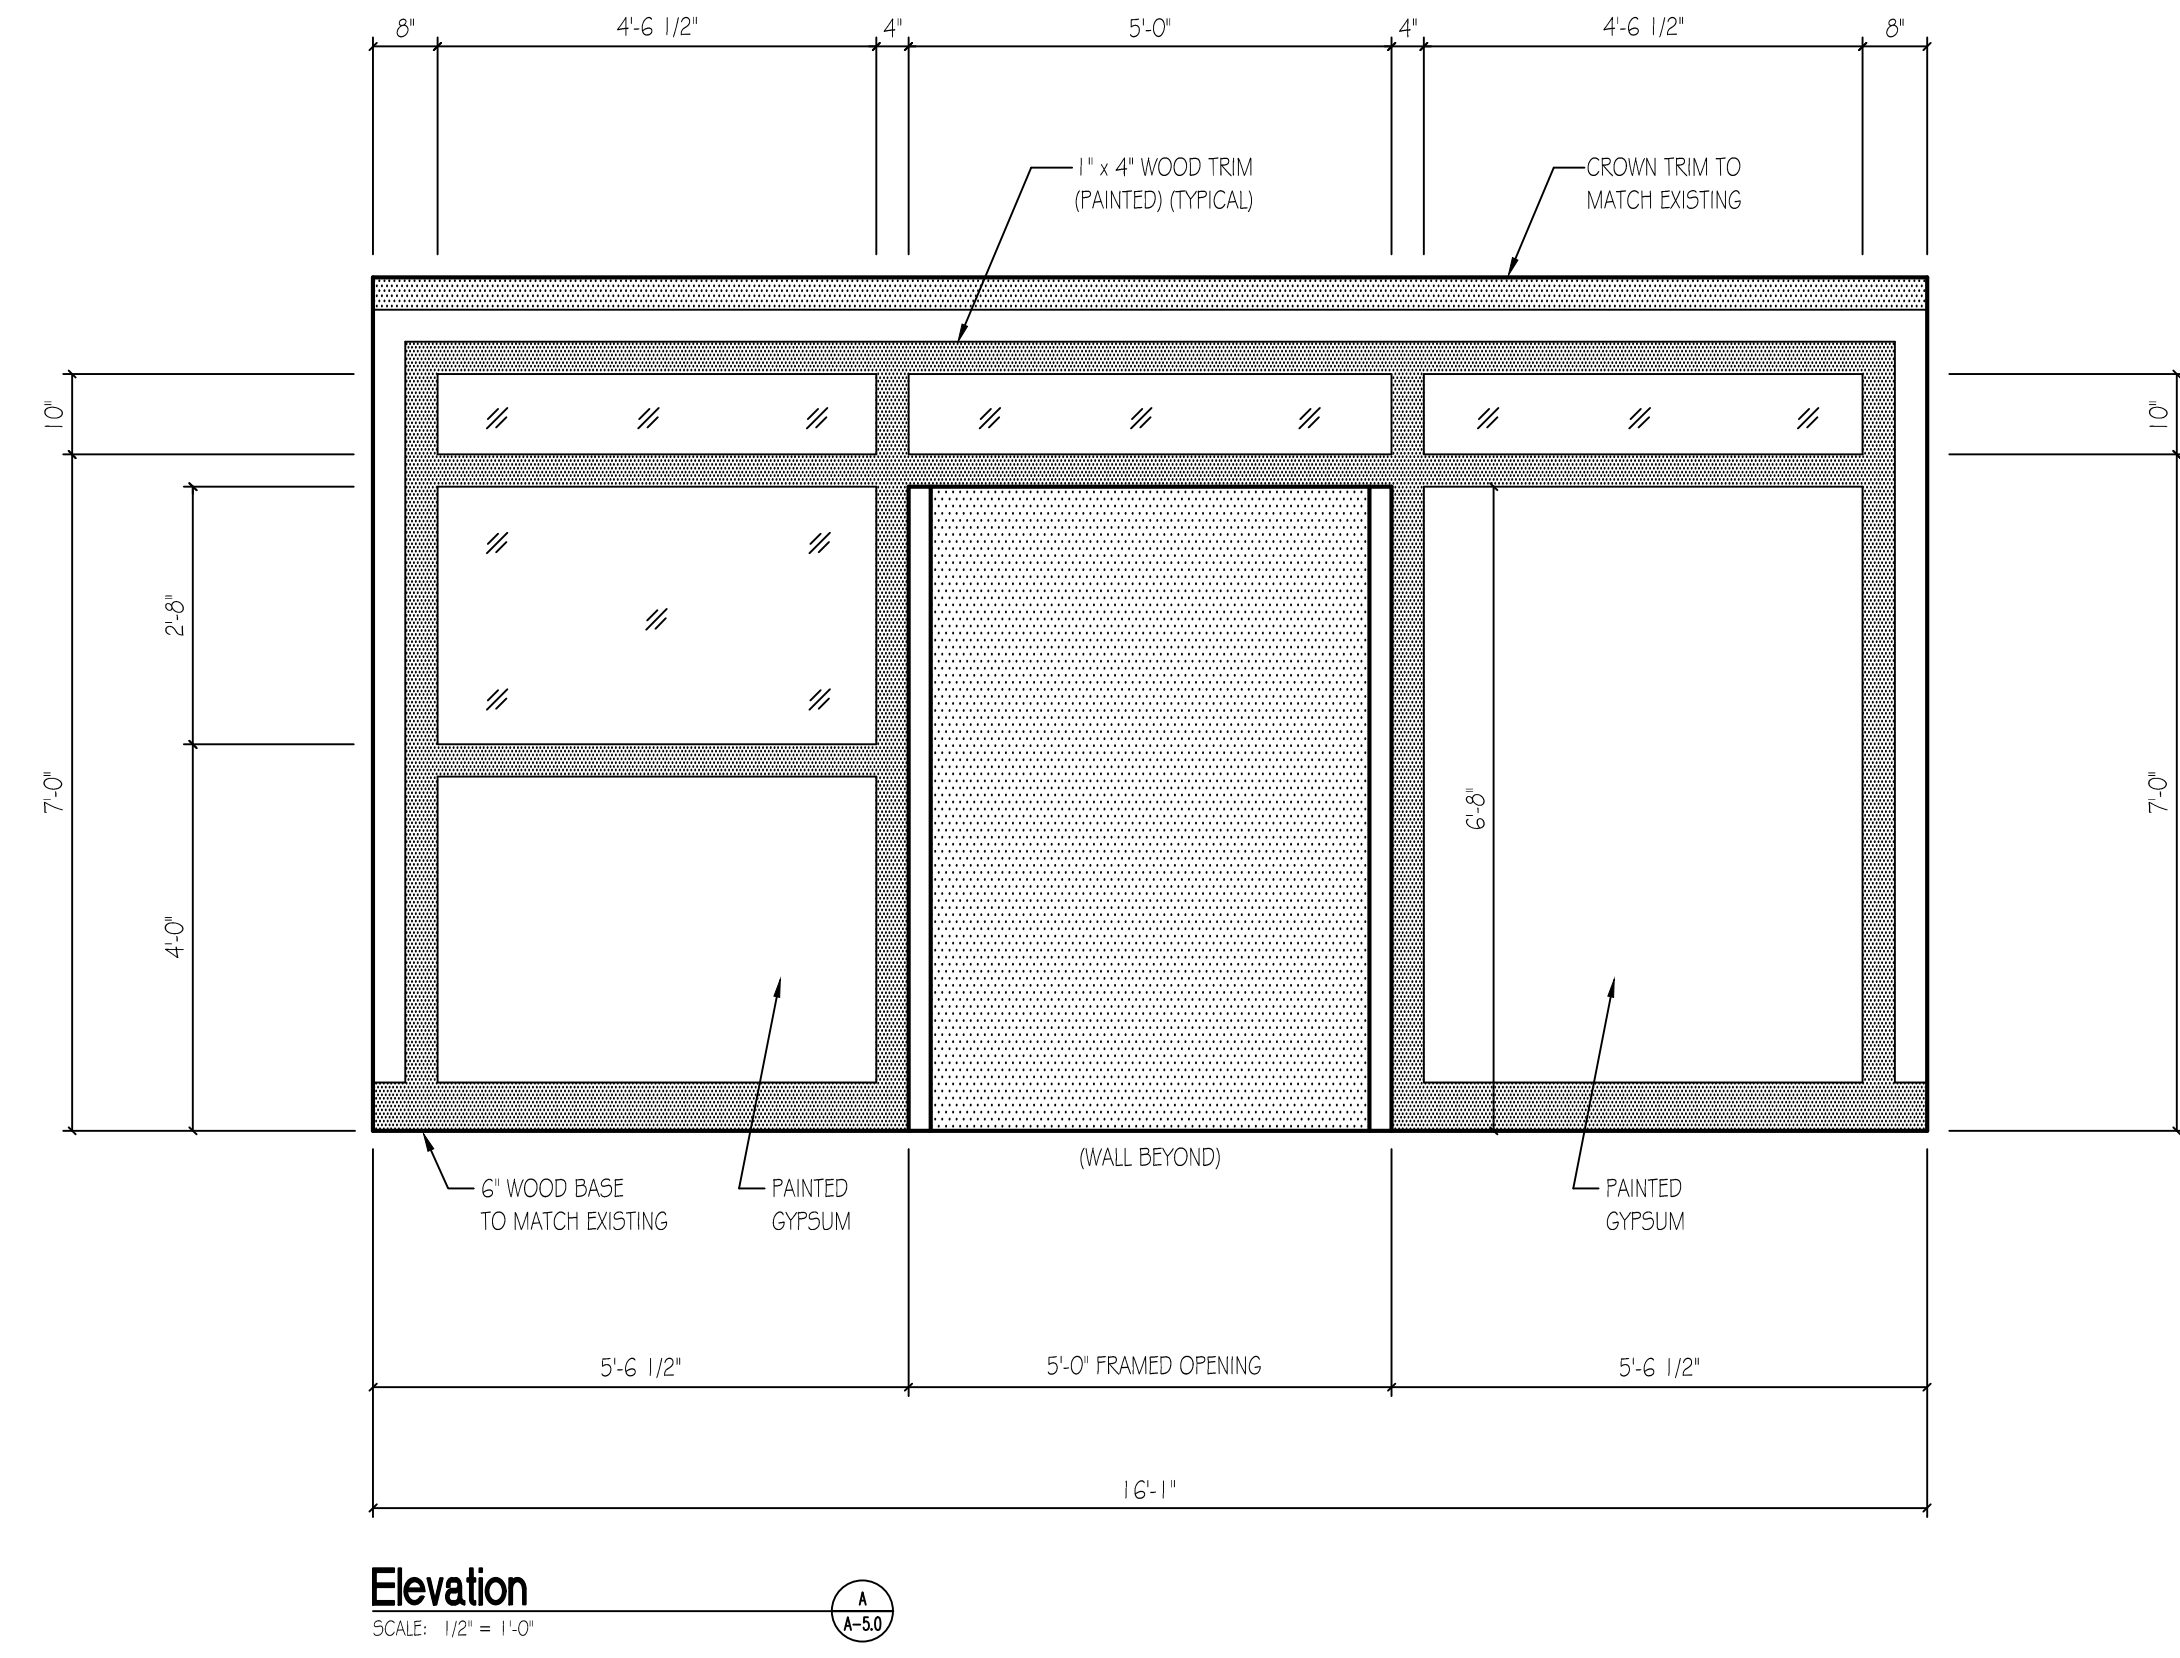 8"
4'-6 1/2"
4"
5'-0"
4"
4'-6 1/2"
8"
1" x 4" WOOD TRIM
(PAINTED) (TYPICAL)
CROWN TRIM TO
MATCH EXISTING
10"
10"
2'-8"
7'-0"
4'-0"
6'-8"
7'-0"
(WALL BEYOND)
6" WOOD BASE
TO MATCH EXISTING
PAINTED
GYPSUM
PAINTED
GYPSUM
5'-6 1/2"
5'-0" FRAMED OPENING
5'-6 1/2"
16'-1"
Elevation
SCALE: 1/2" = 1'-0"
A
A-5.0